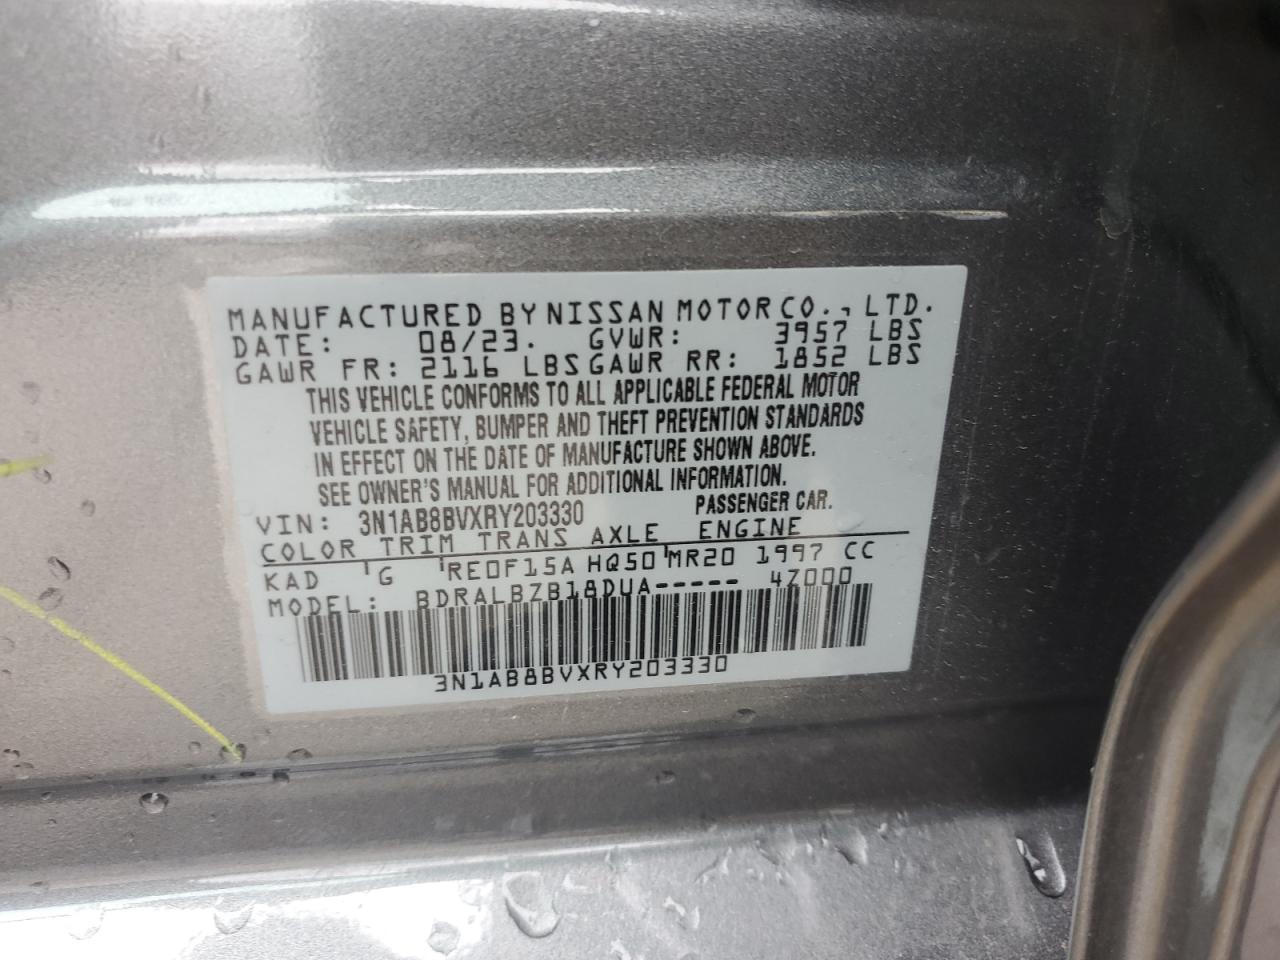 MANUFACTURED BY NISSAN MOTOR CO., LTD.
DATE: 08/23. GVWR: 3957 LBS
GAWR FR: 2116 LBS GAWR RR: 1852 LBS
THIS VEHICLE CONFORMS TO ALL APPLICABLE FEDERAL MOTOR
VEHICLE SAFETY, BUMPER AND THEFT PREVENTION STANDARDS
IN EFFECT ON THE DATE OF MANUFACTURE SHOWN ABOVE.
SEE OWNER'S MANUAL FOR ADDITIONAL INFORMATION.
VIN: 3N1AB8BVXRY203330 PASSENGER CAR.
COLOR TRIM TRANS AXLE ENGINE
KAD G RE0F15A HQ50 MR20 1997 CC
MODEL: BDRALBZB18DUA----- 4Z000
3N1AB8BVXRY203330